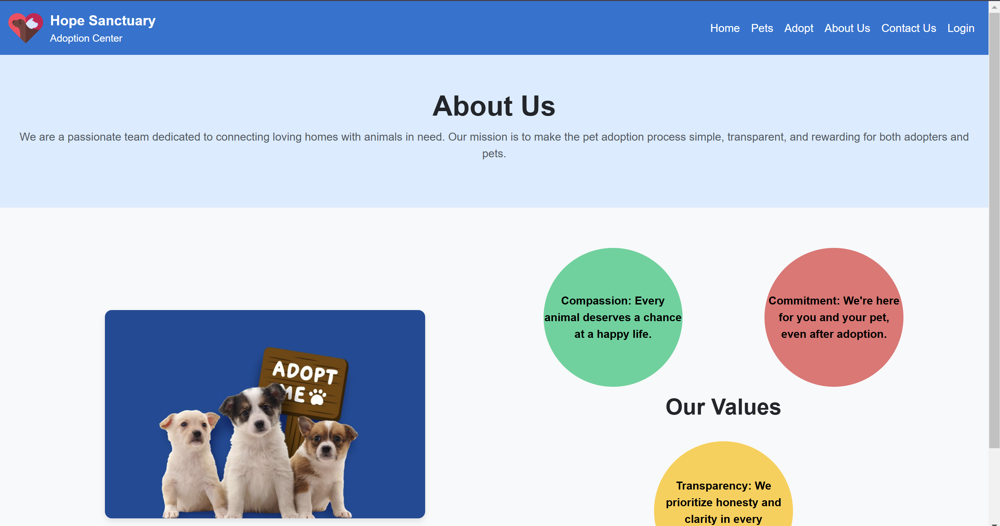 Hope Sanctuary
Adoption Center
Home Pets Adopt About Us Contact Us Login
About Us
We are a passionate team dedicated to connecting loving homes with animals in need. Our mission is to make the pet adoption process simple, transparent, and rewarding for both adopters and
pets.
Compassion: Every
animal deserves a chance
at a happy life.
Commitment: We're here
for you and your pet,
even after adoption.
ADOPT
ME
Our Values
Transparency: We
prioritize honesty and
clarity in every